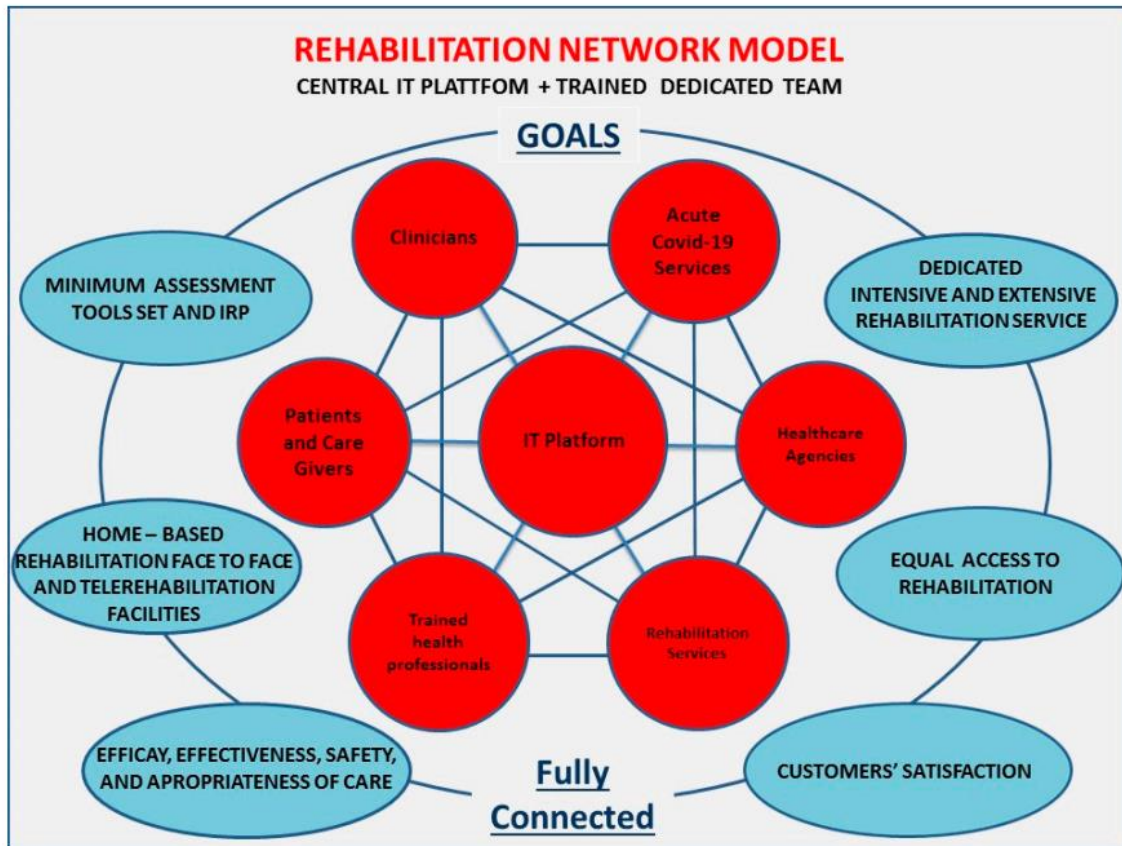 REHABILITATION NETWORK MODEL
CENTRAL IT PLATTFOM + TRAINED DEDICATED TEAM
GOALS
Clinicians
Acute
Covid-19
Services
MINIMUM ASSESSMENT
TOOLS SET AND IRP
DEDICATED
INTENSIVE AND EXTENSIVE
REHABILITATION SERVICE
Patients
and Care
Givers
IT Platform
Healthcare
Agencies
HOME – BASED
REHABILITATION FACE TO FACE
AND TELEREHABILITATION
FACILITIES
EQUAL ACCESS TO
REHABILITATION
Trained
health
professionals
Rehabilitation
Services
EFFICAY, EFFECTIVENESS, SAFETY,
AND APROPRIATENESS OF CARE
Fully
Connected
CUSTOMERS’ SATISFACTION